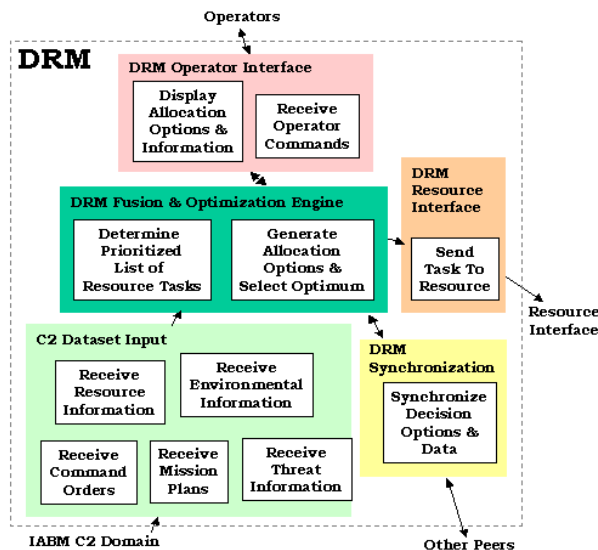 Operators
DRM
DRM Operator Interface
Display
Allocation
Options &
Information
Receive
Operator
Commands
DRM
Resource
Interface
Send
Task To
Resource
Resource
Interface
DRM Fusion & Optimization Engine
Determine
Prioritized
List of
Resource Tasks
Generate
Allocation
Options &
Select Optimum
C2 Dataset Input
Receive
Resource
Information
Receive
Environmental
Information
Receive
Command
Orders
Receive
Mission
Plans
Receive
Threat
Information
DRM
Synchronization
Synchronize
Decision
Options &
Data
IABM C2 Domain
Other Peers